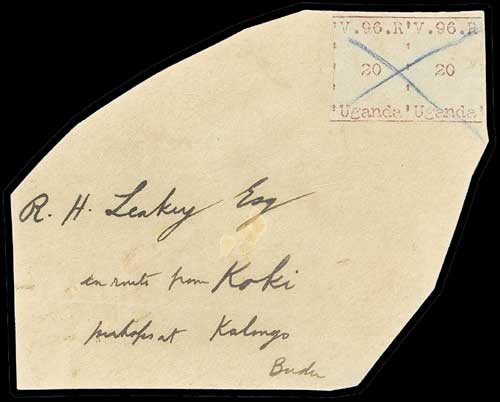 V.96.R V.96.R
20 20
Uganda Uganda
R. H. Leakey Esq
en route from Koki
perhaps at Kalongo
Budu